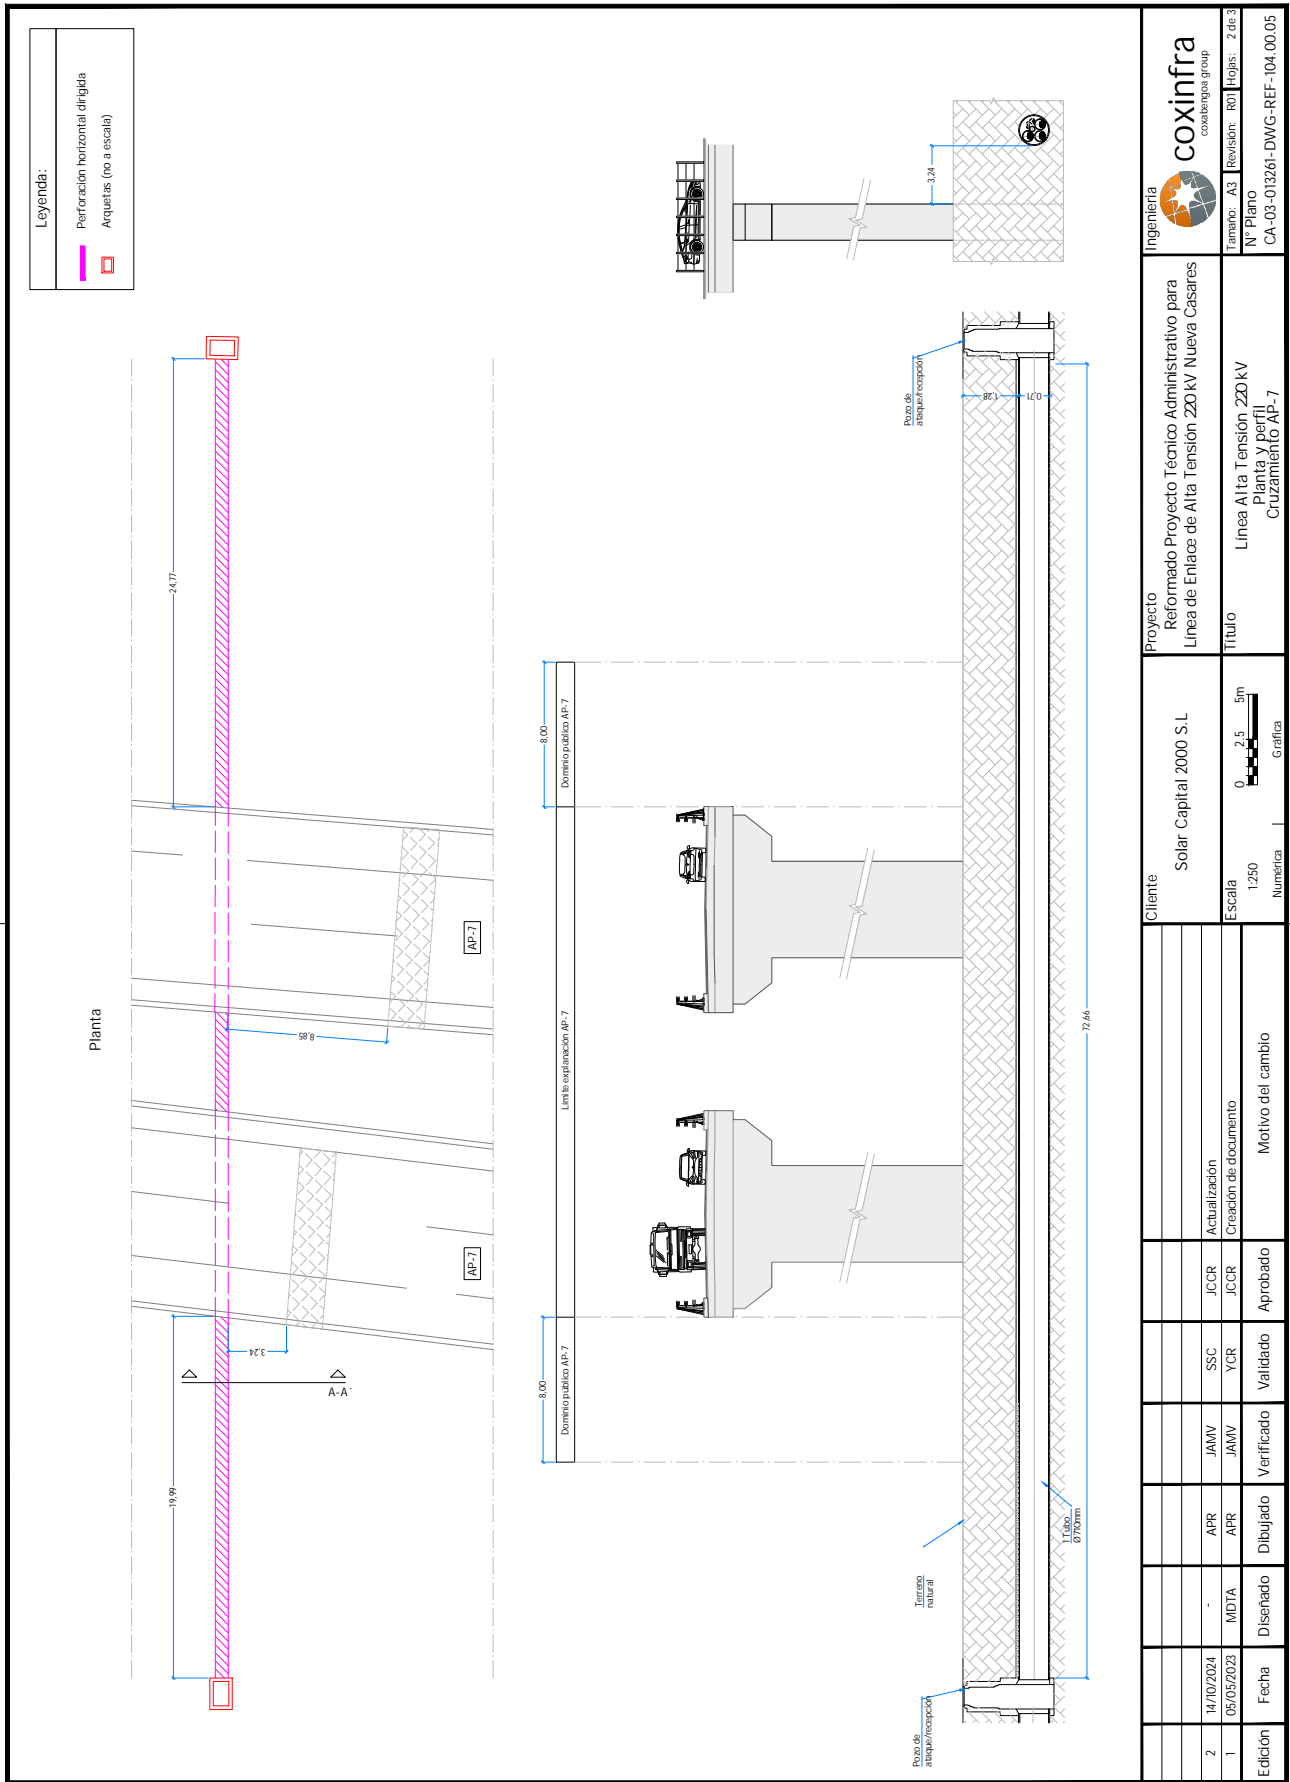 Leyenda:
Perforación horizontal dirigida
Arquetas (no a escala)
Planta
24,77
8,85
3,24
19,99
A-A´
AP-7
AP-7
8,00
8,00
Dominio público AP-7
Límite explanación AP-7
Dominio público AP-7
3,24
Pozo de
ataque/recepción
1,28
0,71
72,66
Terreno
natural
1 Tubo
Ø710mm
Pozo de
ataque/recepción
2
14/10/2024
-
APR
JAMV
SSC
JCCR
Actualización
1
05/05/2023
MDTA
APR
JAMV
YCR
JCCR
Creación de documento
Edición
Fecha
Diseñado
Dibujado
Verificado
Validado
Aprobado
Motivo del cambio
Cliente
Solar Capital 2000 S.L
Escala
1:250
Numérica
0 2,5 5m
Gráfica
Proyecto
Reformado Proyecto Técnico Administrativo para
Línea de Enlace de Alta Tensión 220 kV Nueva Casares
Título
Línea Alta Tensión 220 kV
Planta y perfil
Cruzamiento AP-7
Ingeniería
coxinfra
coxabengoa group
Tamaño: A3
Revisión: R01
Hojas: 2 de 3
Nº Plano
CA-03-013261-DWG-REF-104.00.05